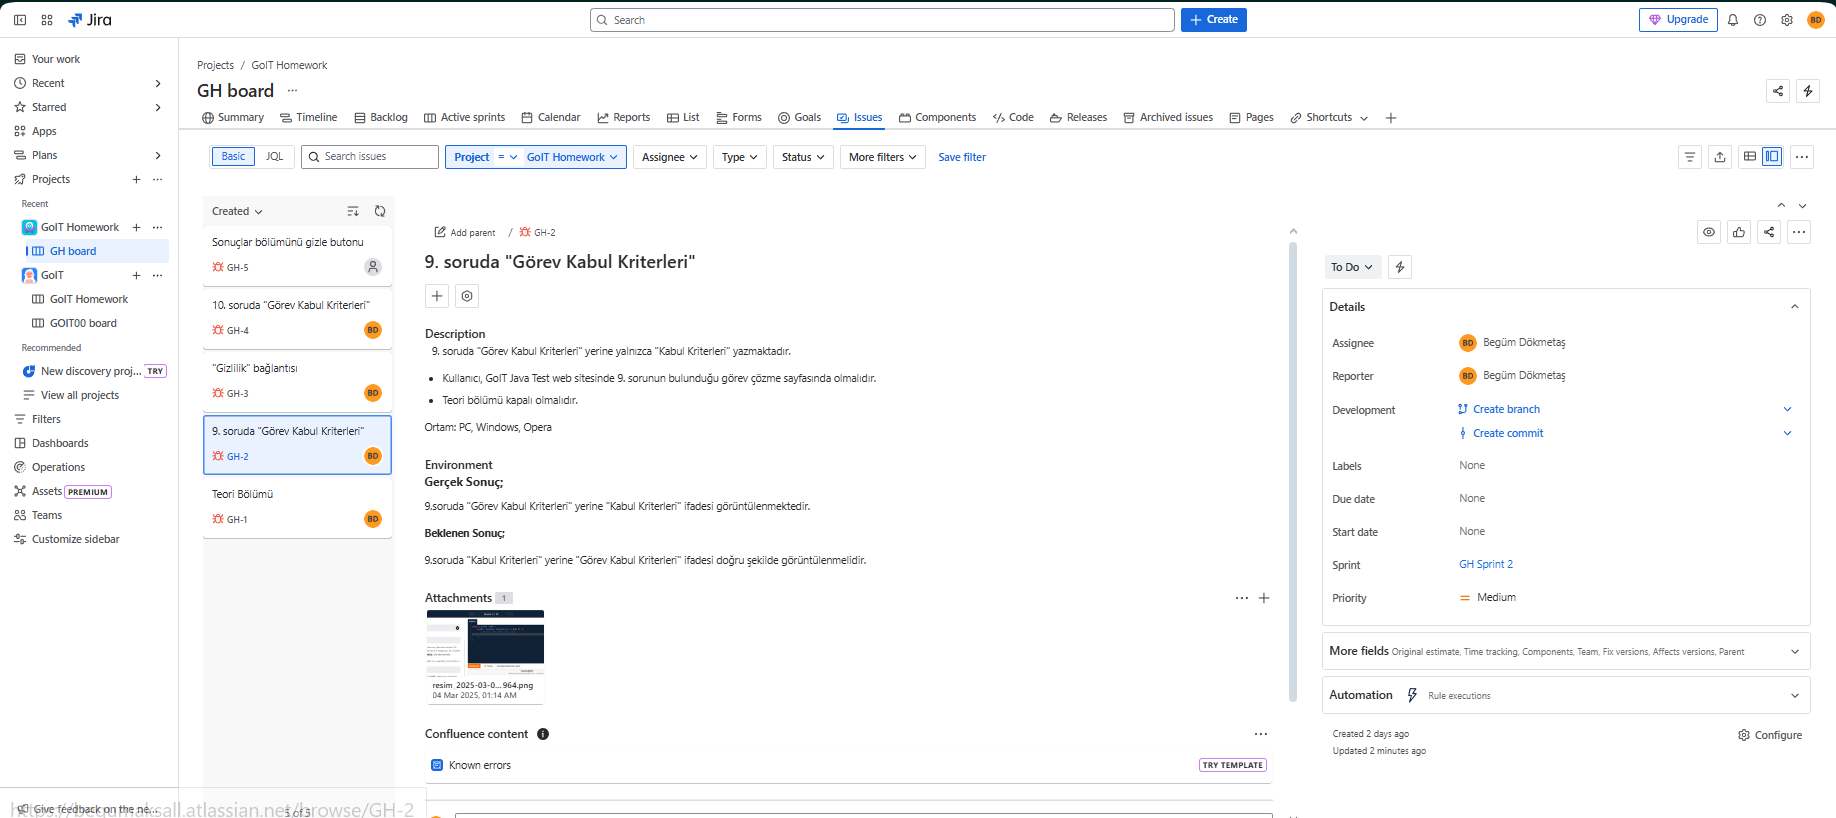 Jira
Search
Create
Upgrade
BD
Your work
Recent
Starred
Apps
Plans
Projects
Recent
GoIT Homework
GH board
GoIT
GoIT Homework
GOIT00 board
Recommended
New discovery proj... TRY
View all projects
Filters
Dashboards
Operations
Assets PREMIUM
Teams
Customize sidebar
Give feedback on the ne...
https://begumaksall.atlassian.net/browse/GH-2
Projects / GoIT Homework
GH board
Summary Timeline Backlog Active sprints Calendar Reports List Forms Goals Issues Components Code Releases Archived issues Pages Shortcuts
Basic JQL Search issues Project = GoIT Homework Assignee Type Status More filters Save filter
Created
Sonuçlar bölümünü gizle butonu
GH-5
10. soruda "Görev Kabul Kriterleri"
GH-4 BD
"Gizlilik" bağlantısı
GH-3 BD
9. soruda "Görev Kabul Kriterleri"
GH-2 BD
Teori Bölümü
GH-1 BD
5 of 5
Add parent / GH-2
9. soruda "Görev Kabul Kriterleri"
Description
9. soruda "Görev Kabul Kriterleri" yerine yalnızca "Kabul Kriterleri" yazmaktadır.
Kullanıcı, GoIT Java Test web sitesinde 9. sorunun bulunduğu görev çözme sayfasında olmalıdır.
Teori bölümü kapalı olmalıdır.
Ortam: PC, Windows, Opera
Environment
Gerçek Sonuç;
9.soruda "Görev Kabul Kriterleri" yerine "Kabul Kriterleri" ifadesi görüntülenmektedir.
Beklenen Sonuç;
9.soruda "Kabul Kriterleri" yerine "Görev Kabul Kriterleri" ifadesi doğru şekilde görüntülenmelidir.
Attachments 1
resim_2025-03-0... 964.png
04 Mar 2025, 01:14 AM
Confluence content
Known errors TRY TEMPLATE
To Do
Details
Assignee BD Begüm Dökmetaş
Reporter BD Begüm Dökmetaş
Development Create branch
Create commit
Labels None
Due date None
Start date None
Sprint GH Sprint 2
Priority Medium
More fields Original estimate, Time tracking, Components, Team, Fix versions, Affects versions, Parent
Automation Rule executions
Created 2 days ago
Updated 2 minutes ago
Configure